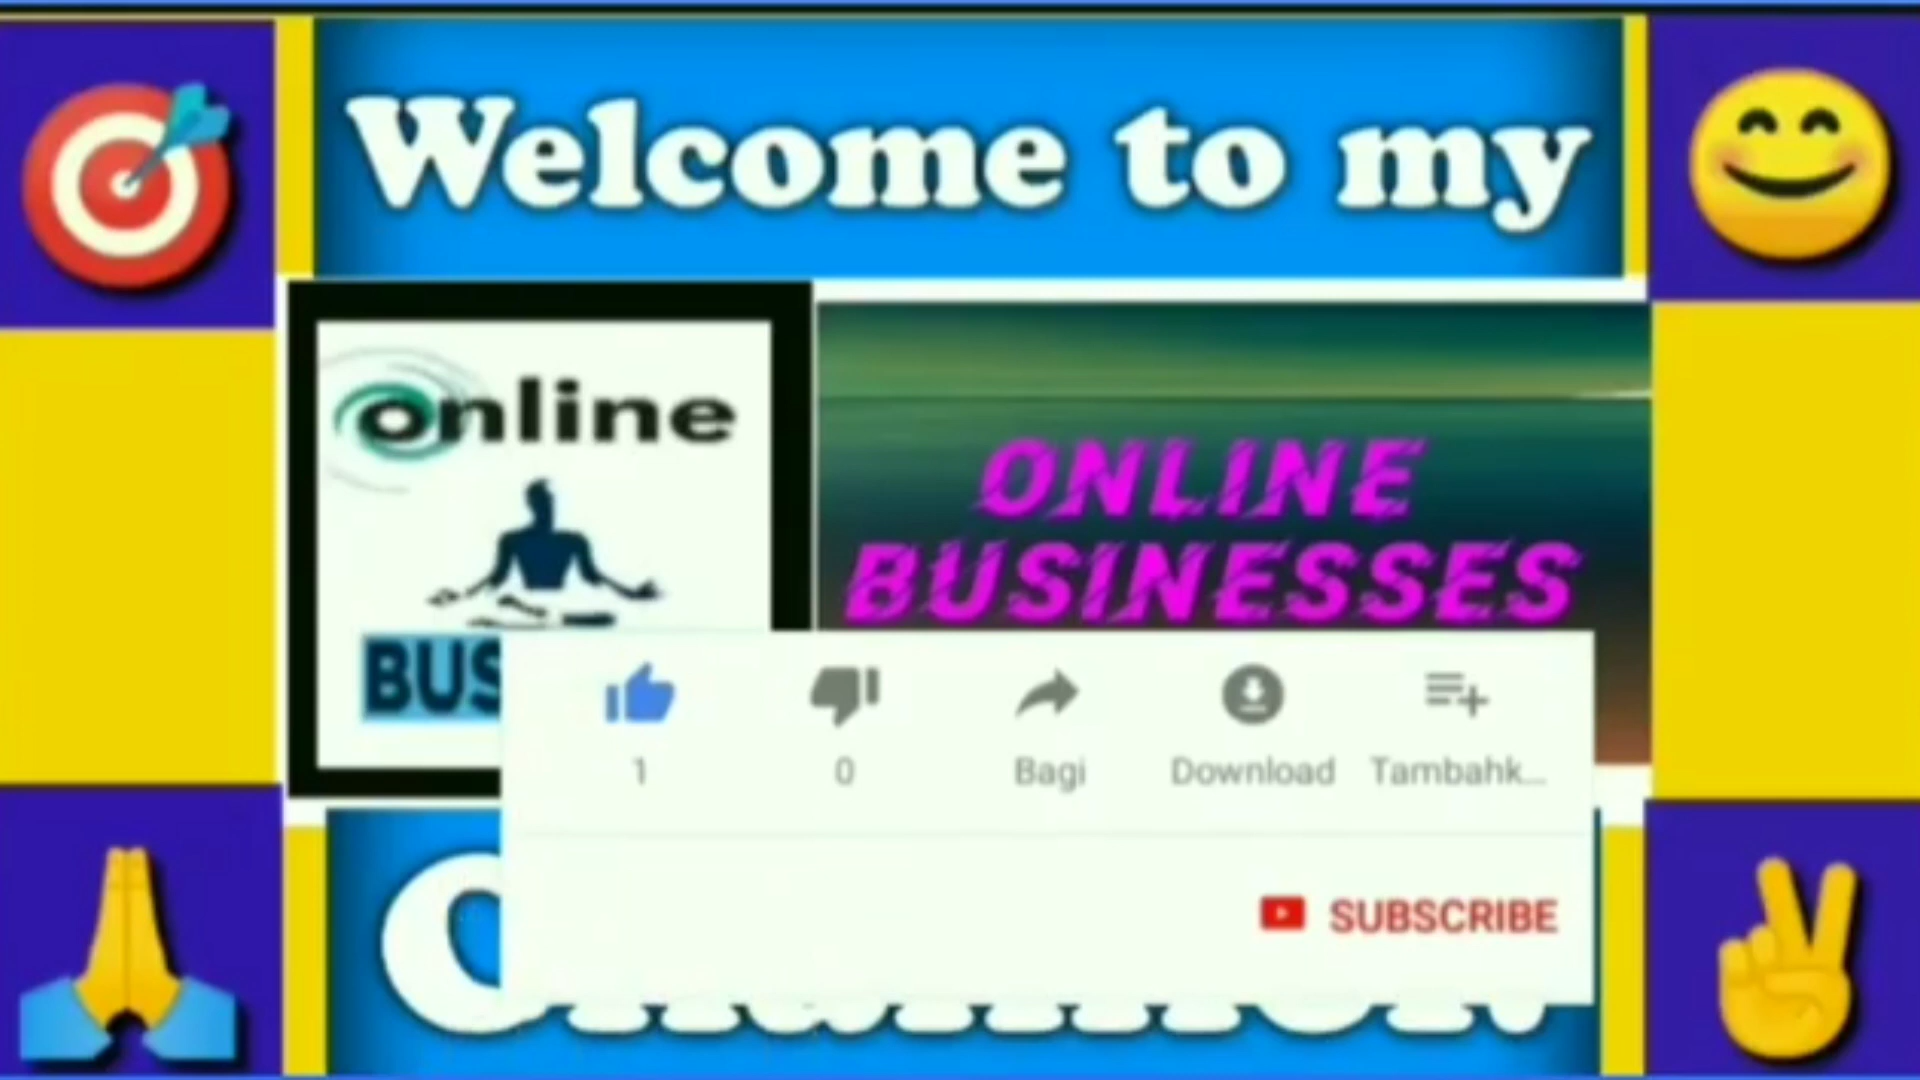 Welcome to my
online
BUS
ONLINE
BUSINESSES
1
0
Bagi
Download
Tambahk...
SUBSCRIBE